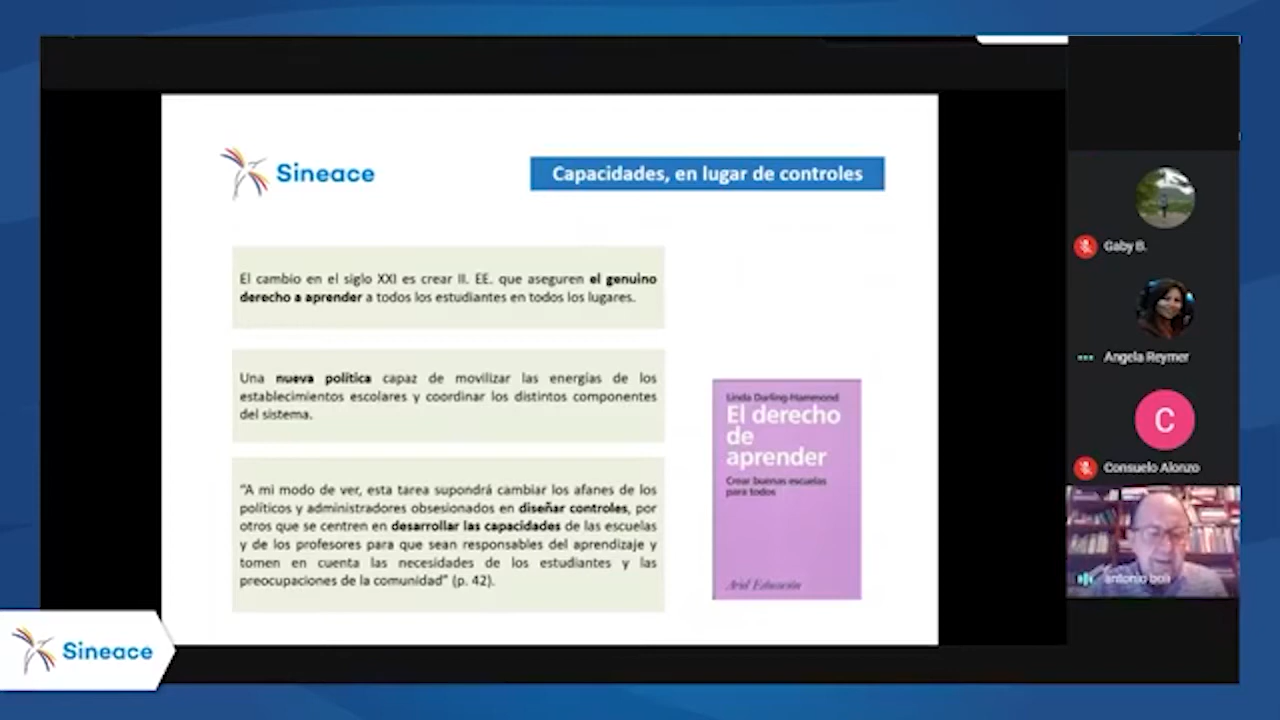 Sineace
Capacidades, en lugar de controles
El cambio en el siglo XXI es crear II. EE. que aseguren el genuino
derecho a aprender a todos los estudiantes en todos los lugares.
Una nueva política capaz de movilizar las energías de los
establecimientos escolares y coordinar los distintos componentes
del sistema.
“A mi modo de ver, esta tarea supondrá cambiar los afanes de los
políticos y administradores obsesionados en diseñar controles, por
otros que se centren en desarrollar las capacidades de las escuelas
y de los profesores para que sean responsables del aprendizaje y
tomen en cuenta las necesidades de los estudiantes y las
preocupaciones de la comunidad” (p. 42).
Linda Darling-Hammond
El derecho
de
aprender
Crear buenas escuelas
para todos
Ariel Educación
Gaby B.
Angela Reymer
C
Consuelo Alonzo
antonio boli
Sineace